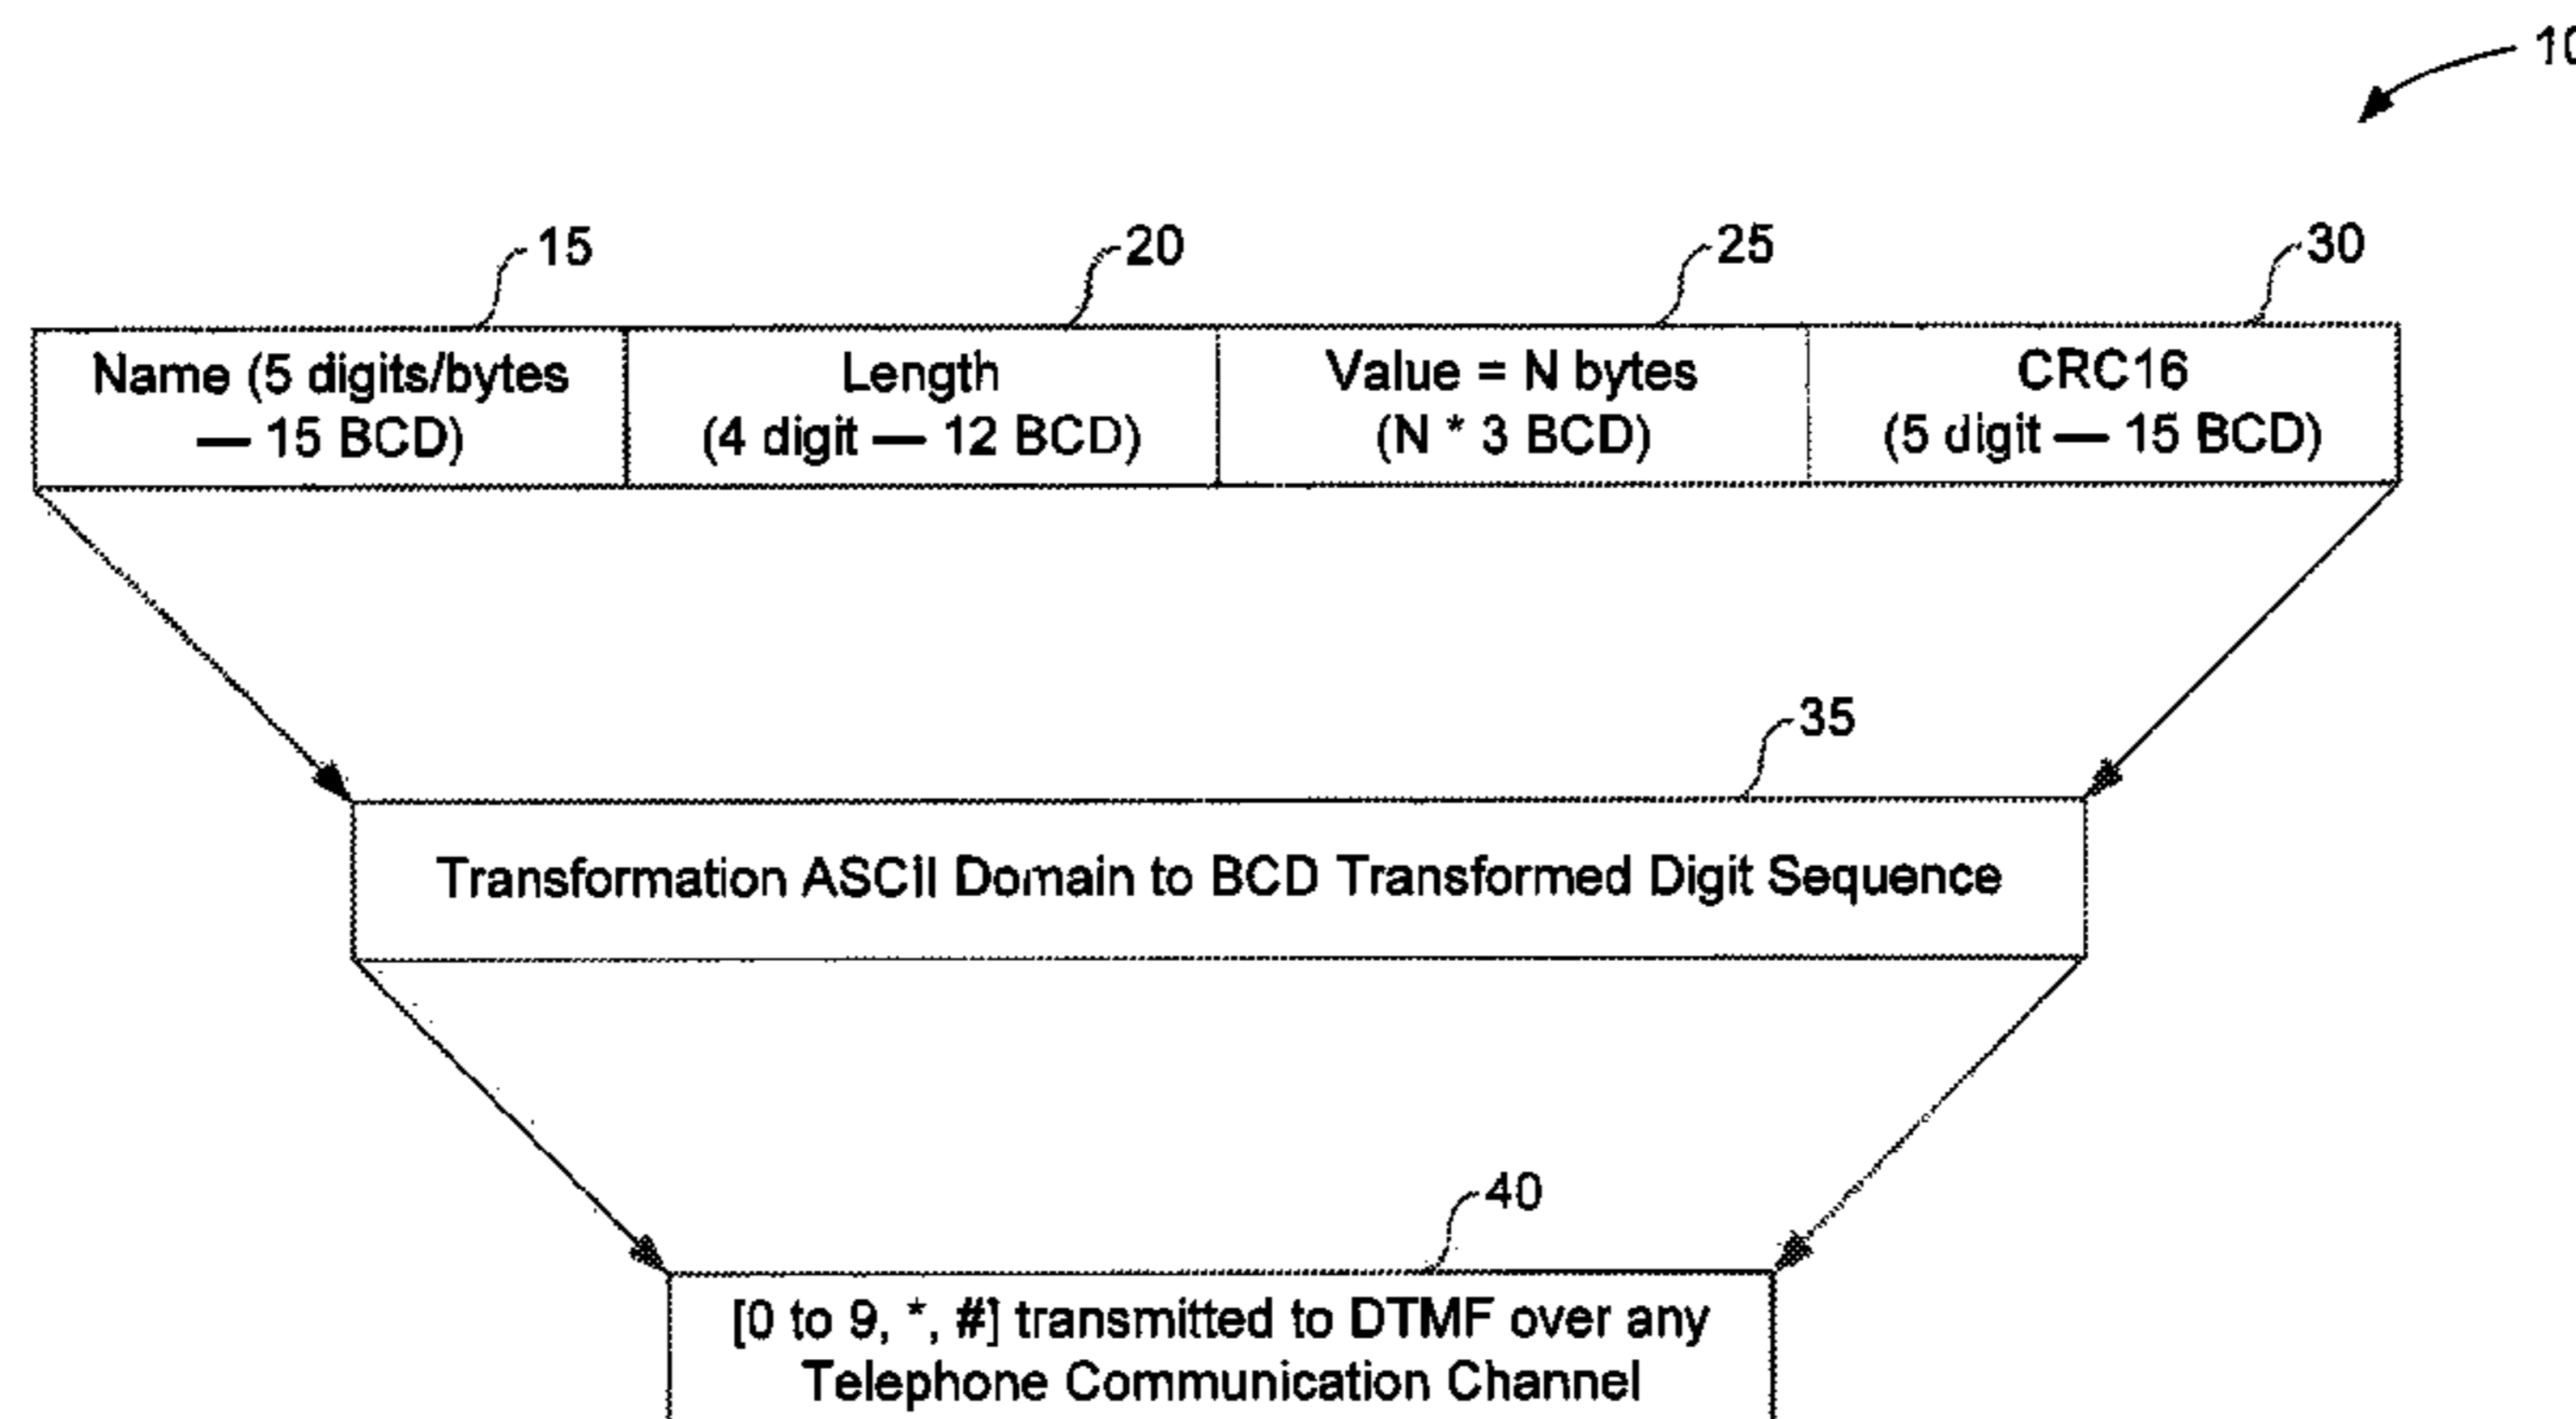 10
15
20
25
30
Name (5 digits/bytes
— 15 BCD)
Length
(4 digit — 12 BCD)
Value = N bytes
(N * 3 BCD)
CRC16
(5 digit — 15 BCD)
35
Transformation ASCII Domain to BCD Transformed Digit Sequence
40
[0 to 9, *, #] transmitted to DTMF over any
Telephone Communication Channel